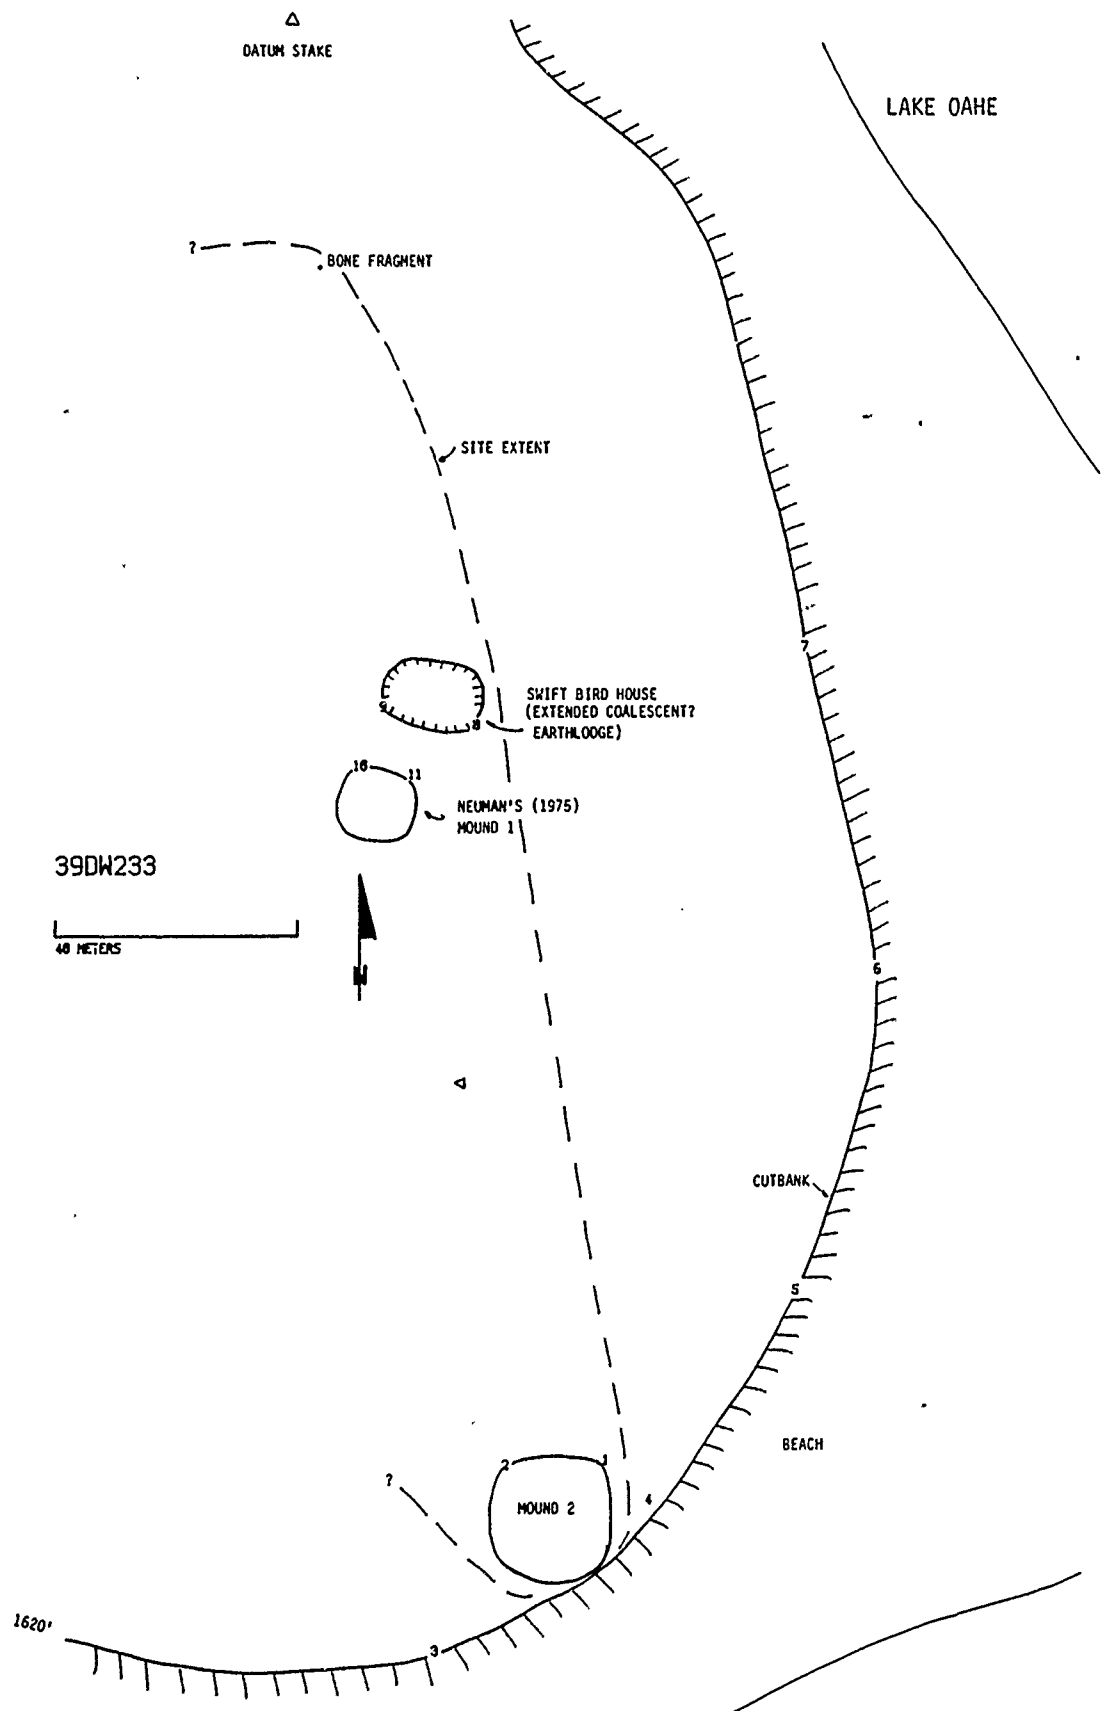 DATUM STAKE
LAKE OAHE
?
BONE FRAGMENT
SITE EXTENT
7
SWIFT BIRD HOUSE
(EXTENDED COALESCENT?
EARTHLODGE)
9
8
10
11
NEUMAN'S (1975)
MOUND 1
39DW233
40 METERS
N
6
CUTBANK
5
BEACH
?
2
1
MOUND 2
4
1620'
3